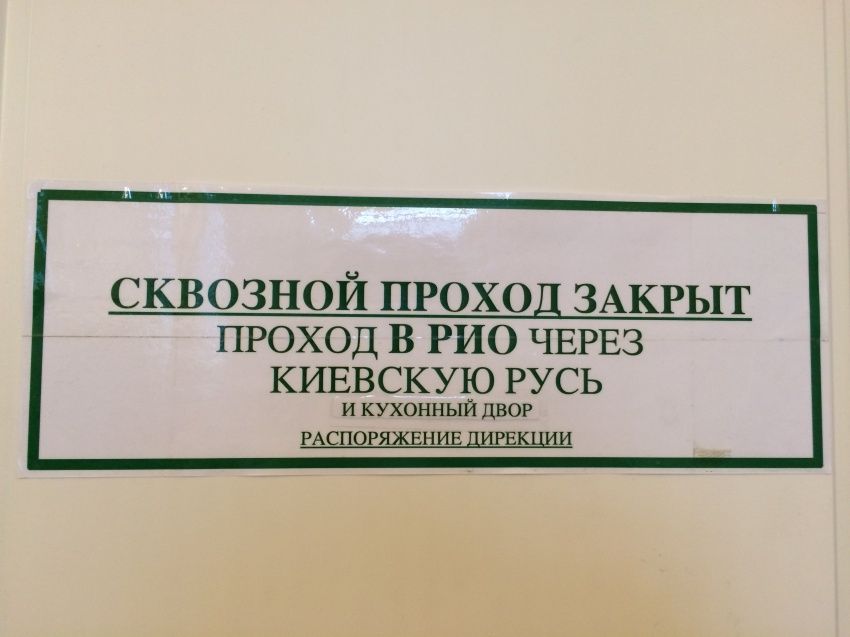 СКВОЗНОЙ ПРОХОД ЗАКРЫТ
ПРОХОД В РИО ЧЕРЕЗ
КИЕВСКУЮ РУСЬ
И КУХОННЫЙ ДВОР
РАСПОРЯЖЕНИЕ ДИРЕКЦИИ